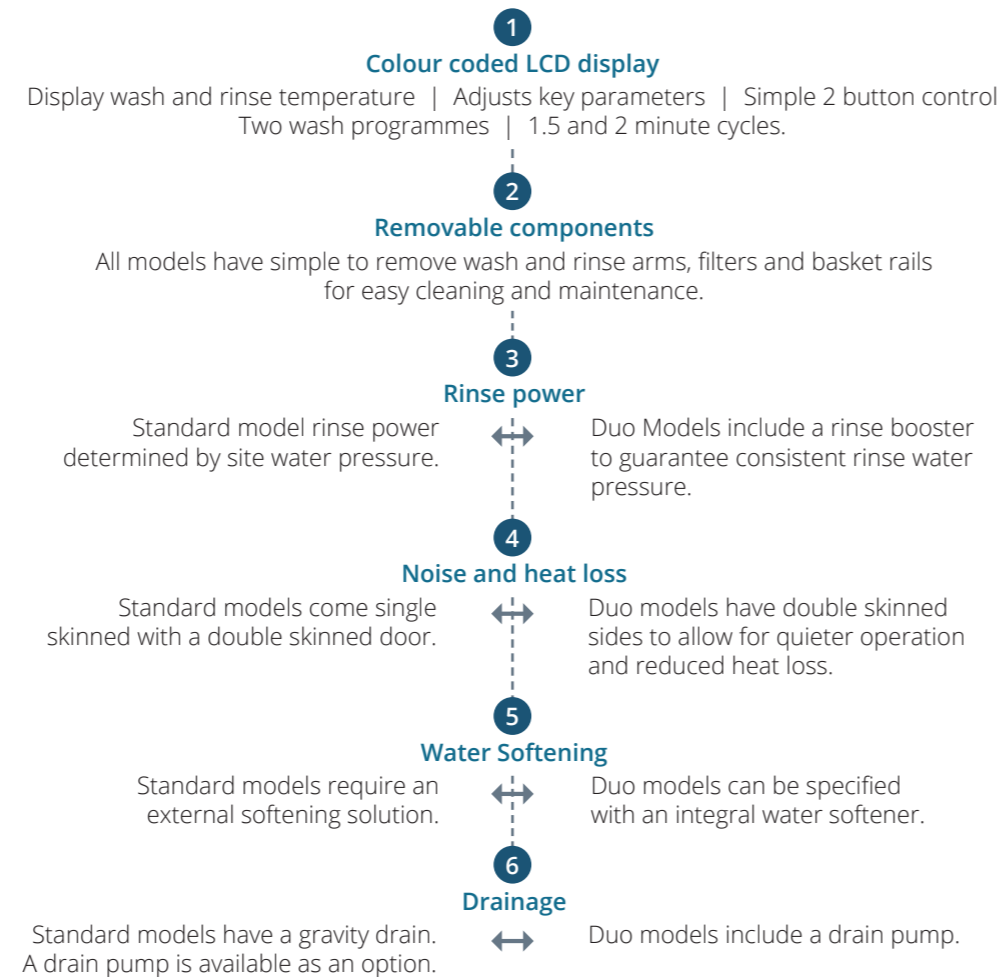 1
Colour coded LCD display
Display wash and rinse temperature | Adjusts key parameters | Simple 2 button control
Two wash programmes | 1.5 and 2 minute cycles.
2
Removable components
All models have simple to remove wash and rinse arms, filters and basket rails
for easy cleaning and maintenance.
3
Rinse power
Standard model rinse power
determined by site water pressure.
Duo Models include a rinse booster
to guarantee consistent rinse water
pressure.
4
Noise and heat loss
Standard models come single
skinned with a double skinned door.
Duo models have double skinned
sides to allow for quieter operation
and reduced heat loss.
5
Water Softening
Standard models require an
external softening solution.
Duo models can be specified
with an integral water softener.
6
Drainage
Standard models have a gravity drain.
A drain pump is available as an option.
Duo models include a drain pump.